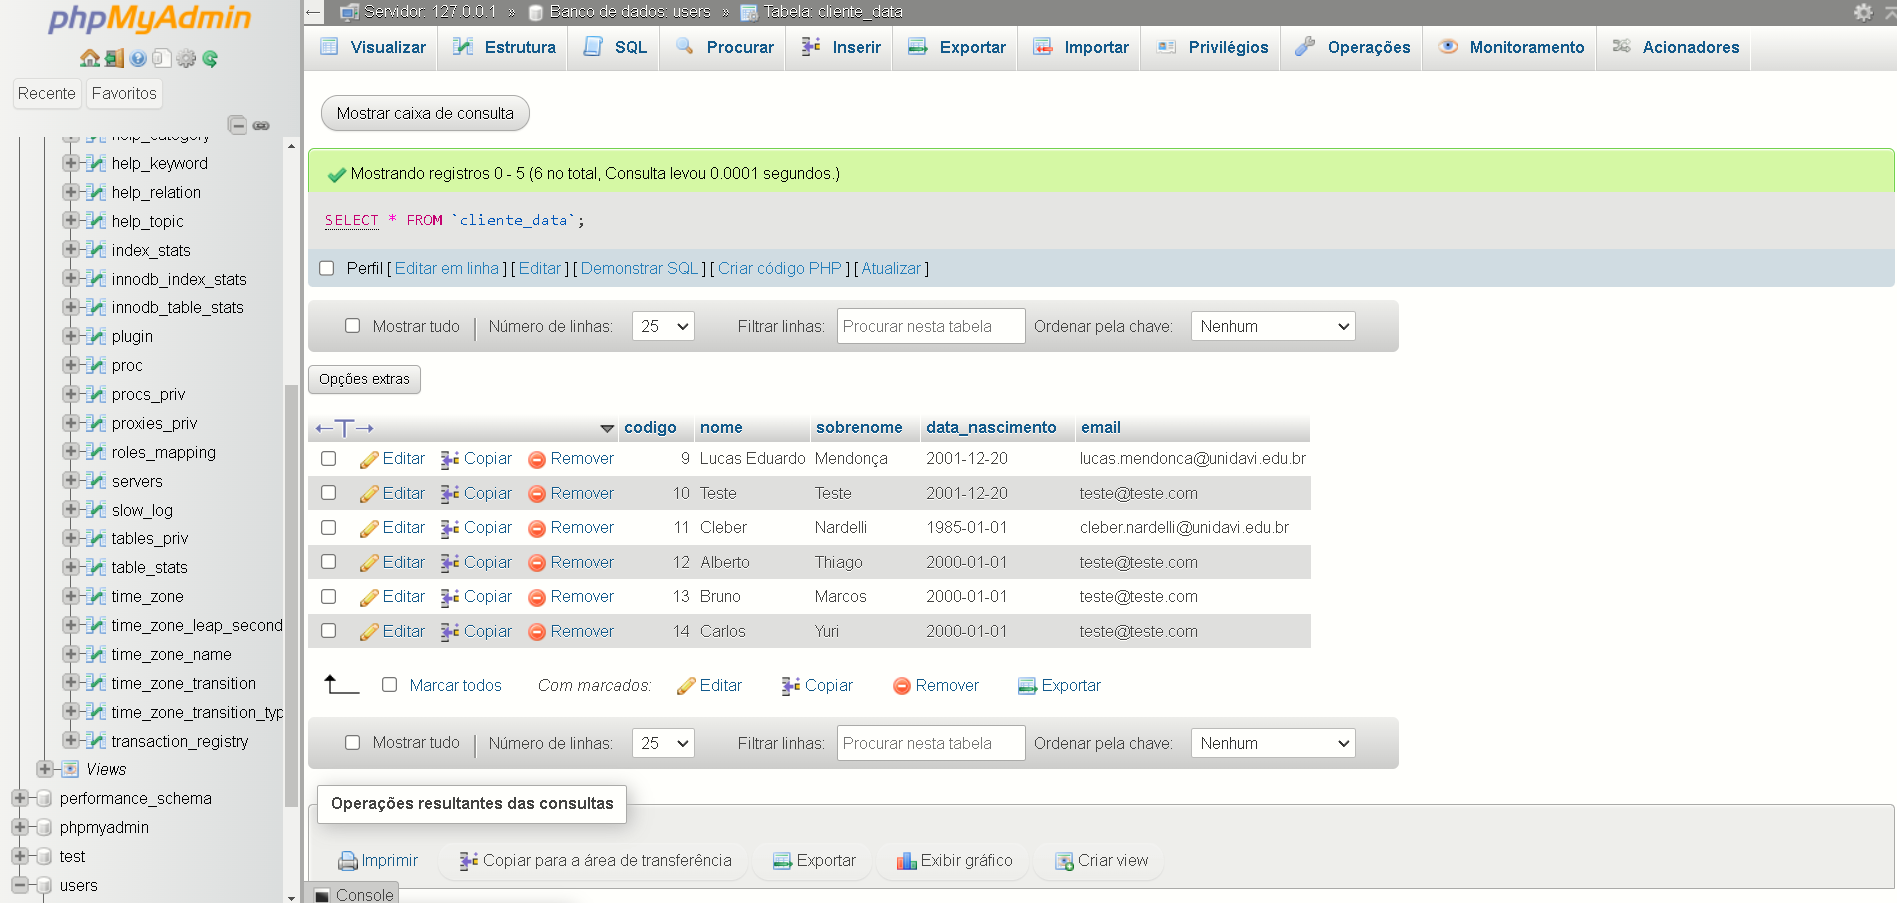 phpMyAdmin
Recente Favoritos
help_category
help_keyword
help_relation
help_topic
index_stats
innodb_index_stats
innodb_table_stats
plugin
proc
procs_priv
proxies_priv
roles_mapping
servers
slow_log
tables_priv
table_stats
time_zone
time_zone_leap_second
time_zone_name
time_zone_transition
time_zone_transition_typ
transaction_registry
Views
performance_schema
phpmyadmin
test
users
Servidor: 127.0.0.1 » Banco de dados: users » Tabela: cliente_data
Visualizar Estrutura SQL Procurar Inserir Exportar Importar Privilégios Operações Monitoramento Acionadores
Mostrar caixa de consulta
Mostrando registros 0 - 5 (6 no total, Consulta levou 0.0001 segundos.)
SELECT * FROM `cliente_data`;
Perfil [ Editar em linha ] [ Editar ] [ Demonstrar SQL ] [ Criar código PHP ] [ Atualizar ]
Mostrar tudo | Número de linhas: 25 Filtrar linhas: Procurar nesta tabela Ordenar pela chave: Nenhum
Opções extras
←T→ codigo nome sobrenome data_nascimento email
Editar Copiar Remover 9 Lucas Eduardo Mendonça 2001-12-20 lucas.mendonca@unidavi.edu.br
Editar Copiar Remover 10 Teste Teste 2001-12-20 teste@teste.com
Editar Copiar Remover 11 Cleber Nardelli 1985-01-01 cleber.nardelli@unidavi.edu.br
Editar Copiar Remover 12 Alberto Thiago 2000-01-01 teste@teste.com
Editar Copiar Remover 13 Bruno Marcos 2000-01-01 teste@teste.com
Editar Copiar Remover 14 Carlos Yuri 2000-01-01 teste@teste.com
Marcar todos Com marcados: Editar Copiar Remover Exportar
Mostrar tudo | Número de linhas: 25 Filtrar linhas: Procurar nesta tabela Ordenar pela chave: Nenhum
Operações resultantes das consultas
Imprimir Copiar para a área de transferência Exportar Exibir gráfico Criar view
Console